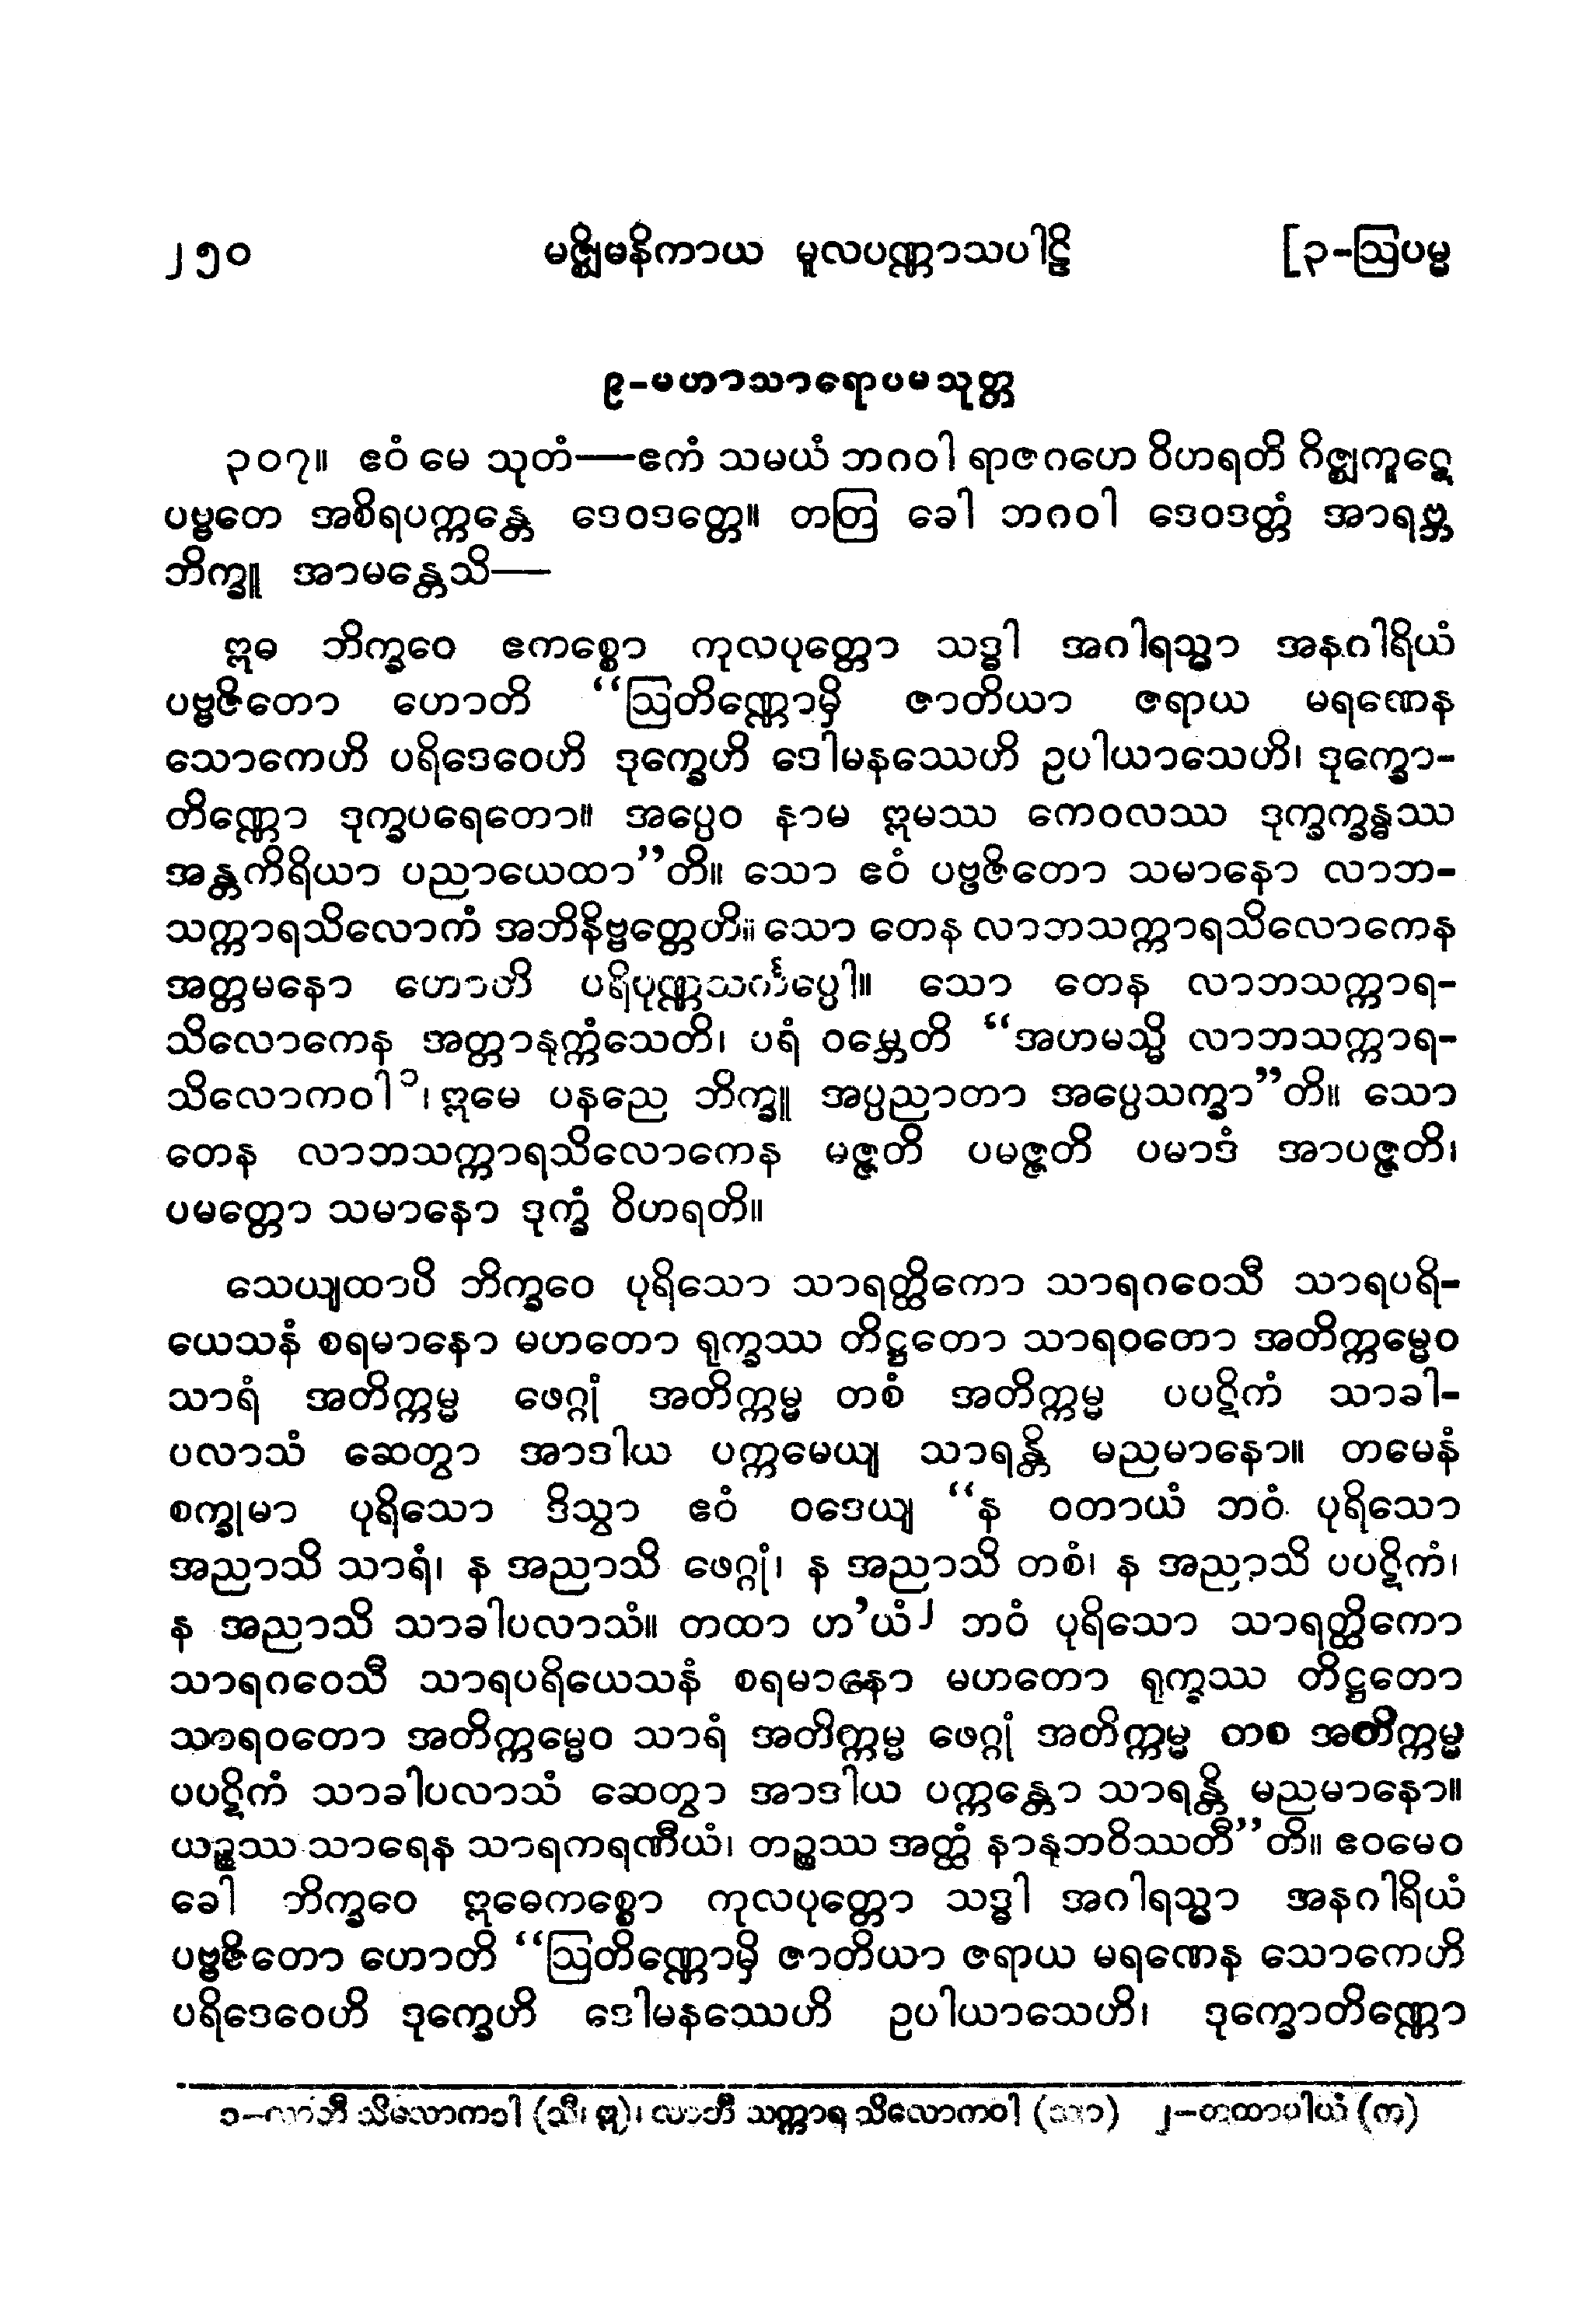 ၂၅၀ မဇ္ဈိမနိကာယ မူလပဏ္ဏာသပါဠိ [၃-ဩပမ္မ
၉-မဟာသာရောပမသုတ္တ
၃၀၇။ ဧဝံ မေ သုတံ—ဧကံ သမယံ ဘဂဝါ ရာဇဂဟေ ဝိဟရတိ ဂိဇ္ဈကူဋေ
ပဗ္ဗတေ အစိရပက္ကန္တေ ဒေဝဒတ္တေ။ တတြ ခေါ ဘဂဝါ ဒေဝဒတ္တံ အာရဗ္ဘ
ဘိက္ခူ အာမန္တေသိ—
ဣဓ ဘိက္ခဝေ ဧကစ္စော ကုလပုတ္တော သဒ္ဓါ အဂါရသ္မာ အနဂါရိယံ
ပဗ္ဗဇိတော ဟောတိ “ဩတိဏ္ဏောမှိ ဇာတိယာ ဇရာယ မရဏေန
သောကေဟိ ပရိဒေဝေဟိ ဒုက္ခေဟိ ဒေါမနဿေဟိ ဥပါယာသေဟိ၊ ဒုက္ခော-
တိဏ္ဏော ဒုက္ခပရေတော။ အပ္ပေဝ နာမ ဣမဿ ကေဝလဿ ဒုက္ခက္ခန္ဓဿ
အန္တကိရိယာ ပညာယေထာ”တိ။ သော ဧဝံ ပဗ္ဗဇိတော သမာနော လာဘ-
သက္ကာရသိလောကံ အဘိနိဗ္ဗတ္တေတိ။ သော တေန လာဘသက္ကာရသိလောကေန
အတ္တမနော ဟောတိ ပရိပုဏ္ဏသင်္ကပ္ပေါ။ သော တေန လာဘသက္ကာရ-
သိလောကေန အတ္တာနုက္ကံသေတိ၊ ပရံ ဝမ္ဘေတိ “အဟမသ္မိ လာဘသက္ကာရ-
သိလောကဝါ၁၊ ဣမေ ပနညေ ဘိက္ခူ အပ္ပညာတာ အပ္ပေသက္ခာ”တိ။ သော
တေန လာဘသက္ကာရသိလောကေန မဇ္ဇတိ ပမဇ္ဇတိ ပမာဒံ အာပဇ္ဇတိ၊
ပမတ္တော သမာနော ဒုက္ခံ ဝိဟရတိ။
သေယျထာပိ ဘိက္ခဝေ ပုရိသော သာရတ္ထိကော သာရဂဝေသီ သာရပရိ-
ယေသနံ စရမာနော မဟတော ရုက္ခဿ တိဋ္ဌတော သာရဝတော အတိက္ကမ္မေဝ
သာရံ အတိက္ကမ္မ ဖေဂ္ဂုံ အတိက္ကမ္မ တစံ အတိက္ကမ္မ ပပဋိကံ သာခါ-
ပလာသံ ဆေတွာ အာဒါယ ပက္ကမေယျ သာရန္တိ မညမာနော။ တမေနံ
စက္ခုမာ ပုရိသော ဒိသွာ ဧဝံ ဝဒေယျ “န ဝတာယံ ဘဝံ ပုရိသော
အညာသိ သာရံ၊ န အညာသိ ဖေဂ္ဂုံ၊ န အညာသိ တစံ၊ န အညာသိ ပပဋိကံ၊
န အညာသိ သာခါပလာသံ။ တထာ ဟ’ယံ၂ ဘဝံ ပုရိသော သာရတ္ထိကော
သာရဂဝေသီ သာရပရိယေသနံ စရမာနော မဟတော ရုက္ခဿ တိဋ္ဌတော
သာရဝတော အတိက္ကမ္မေဝ သာရံ အတိက္ကမ္မ ဖေဂ္ဂုံ အတိက္ကမ္မ တစ အတိက္ကမ္မ
ပပဋိကံ သာခါပလာသံ ဆေတွာ အာဒါယ ပက္ကန္တော သာရန္တိ မညမာနော။
ယဉ္စဿ သာရေန သာရကရဏီယံ၊ တဉ္စဿ အတ္ထံ နာနုဘဝိဿတီ”တိ။ ဧဝမေဝ
ခေါ ဘိက္ခဝေ ဣဓေကစ္စော ကုလပုတ္တော သဒ္ဓါ အဂါရသ္မာ အနဂါရိယံ
ပဗ္ဗဇိတော ဟောတိ “ဩတိဏ္ဏောမှိ ဇာတိယာ ဇရာယ မရဏေန သောကေဟိ
ပရိဒေဝေဟိ ဒုက္ခေဟိ ဒေါမနဿေဟိ ဥပါယာသေဟိ၊ ဒုက္ခောတိဏ္ဏော
၁-လာဘီ သိလောကဝါ (သီ၊ ဣ)၊ လာဘီ သက္ကာရ သိလောကဝါ (သျာ) ၂-တထာပါယံ (က)